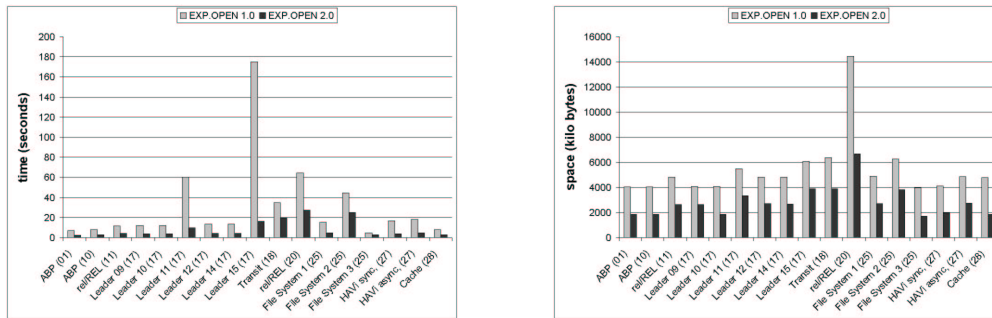 EXP.OPEN 1.0 EXP.OPEN 2.0
time (seconds)
200
180
160
140
120
100
80
60
40
20
0
ABP (01)
ABP (10)
rel/REL (11)
Leader 09 (17)
Leader 10 (17)
Leader 11 (17)
Leader 12 (17)
Leader 14 (17)
Leader 15 (17)
Transit (18)
rel/REL (20)
File System 1 (25)
File System 2 (25)
File System 3 (25)
HAVi sync, (27)
HAVi async, (27)
Cache (28)
EXP.OPEN 1.0 EXP.OPEN 2.0
space (kilo bytes)
16000
14000
12000
10000
8000
6000
4000
2000
0
ABP (01)
ABP (10)
rel/REL (11)
Leader 09 (17)
Leader 10 (17)
Leader 11 (17)
Leader 12 (17)
Leader 14 (17)
Leader 15 (17)
Transit (18)
rel/REL (20)
File System 1 (25)
File System 2 (25)
File System 3 (25)
HAVi sync, (27)
HAVi async, (27)
Cache (28)